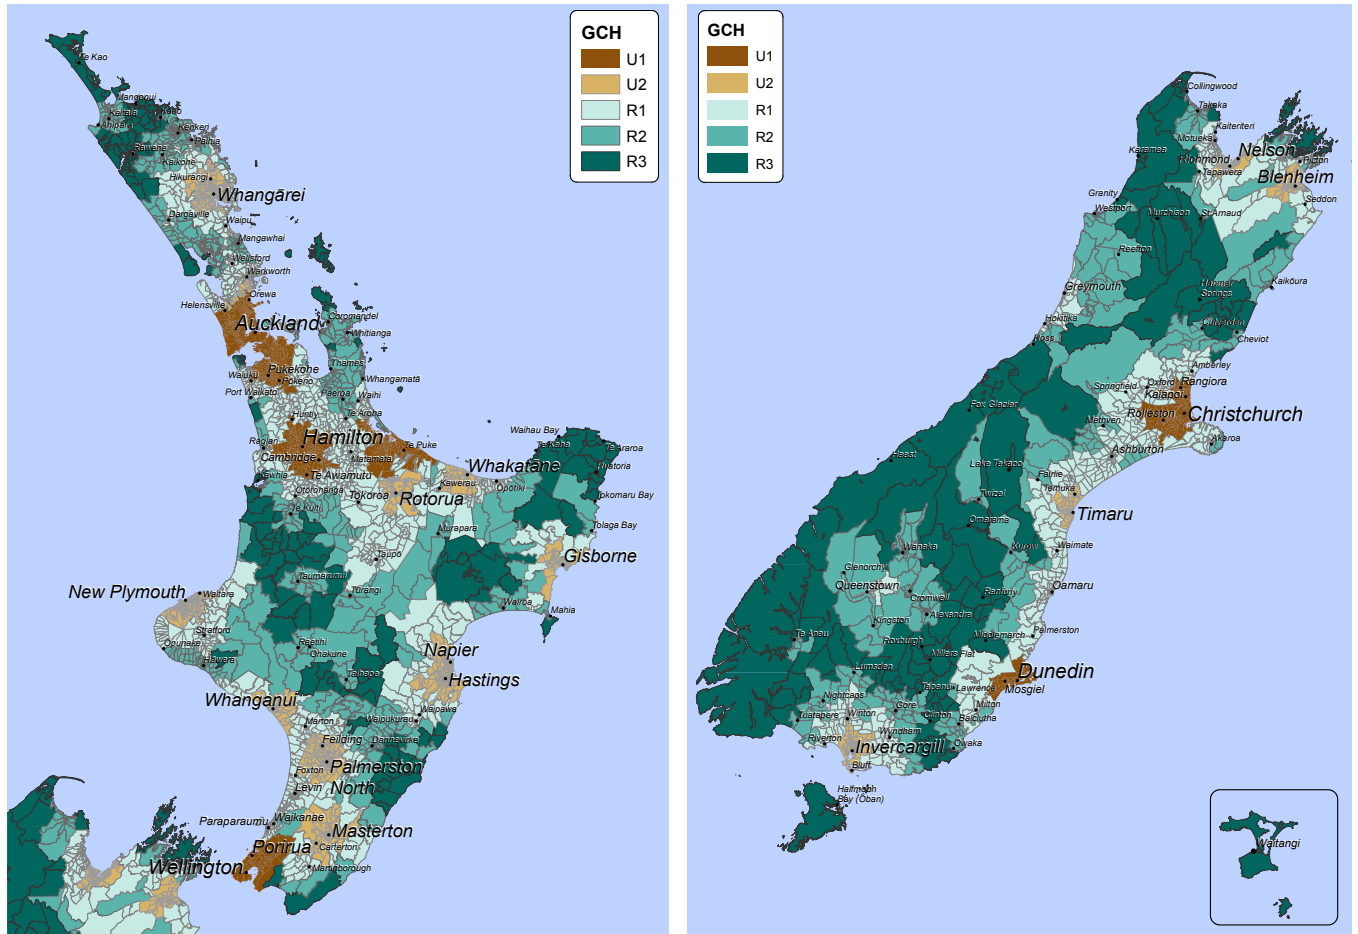 GCH
U1
U2
R1
R2
R3
Te Kao
Mangonui
Kaitaia
Kaeo
Ahipara
Kerikeri
Paihia
Rawene
Kaikohe
Hikurangi
Whangārei
Dargaville
Waipu
Mangawhai
Wellsford
Warkworth
Orewa
Helensville
Auckland
Coromandel
Whitianga
Thames
Pukekohe
Waiuku
Pokeno
Whangamatā
Port Waikato
Paeroa
Waihi
Huntly
Te Aroha
Hamilton
Raglan
Te Puke
Cambridge
Matamata
Waihau Bay
Te Kaha
Te Araroa
Ruatoria
Whakatāne
Kawhia
Te Awamutu
Kawerau
Otorohanga
Tokoroa
Rotorua
Opotiki
Tokomaru Bay
Te Kuiti
Murapara
Tolaga Bay
Taupo
Gisborne
Taumarunui
Turangi
New Plymouth
Waitara
Wairoa
Mahia
Stratford
Opunake
Raetihi
Ohakune
Napier
Hawera
Taihape
Hastings
Whanganui
Waipawa
Marton
Waipukurau
Feilding
Dannevirke
Palmerston
North
Foxton
Levin
Waikanae
Paraparaumu
Masterton
Porirua
Carterton
Wellington
Martinborough
GCH
U1
U2
R1
R2
R3
Collingwood
Takaka
Kaiteriteri
Motueka
Karamea
Nelson
Richmond
Picton
Tapawera
Blenheim
Granity
Seddon
Westport
Murchison
St Arnaud
Reefton
Hanmer
Springs
Kaikōura
Greymouth
Hokitika
Culverden
Ross
Cheviot
Amberley
Springfield
Oxford
Rangiora
Kaiapoi
Fox Glacier
Rolleston
Christchurch
Methven
Akaroa
Haast
Ashburton
Lake Tekapo
Fairlie
Temuka
Twizel
Timaru
Omarama
Wanaka
Kurow
Waimate
Glenorchy
Queenstown
Cromwell
Ranfurly
Oamaru
Alexandra
Kingston
Te Anau
Roxburgh
Middlemarch
Palmerston
Millers Flat
Lumsden
Dunedin
Mosgiel
Tapanui
Lawrence
Nightcaps
Milton
Gore
Tuatapere
Winton
Clinton
Balclutha
Riverton
Wyndham
Owaka
Invercargill
Bluff
Halfmoon
Bay (Oban)
Waitangi